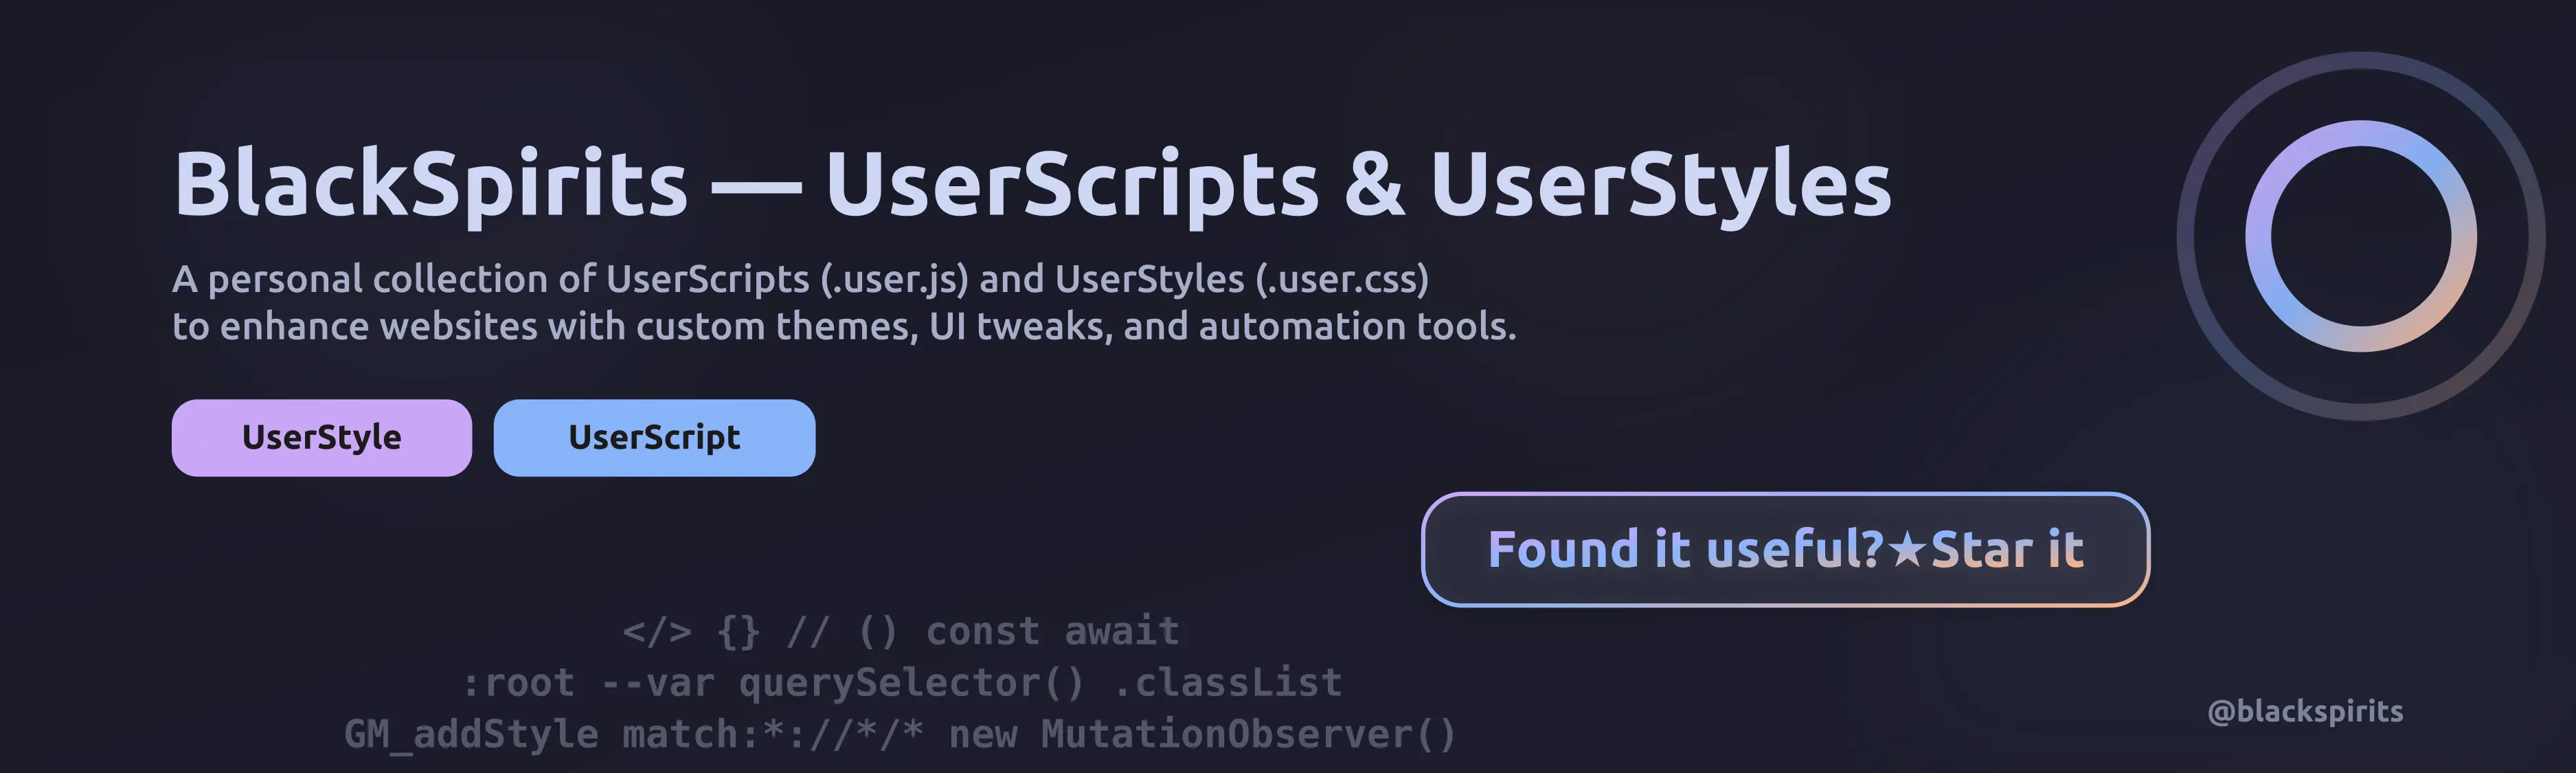 BlackSpirits — UserScripts & UserStyles
A personal collection of UserScripts (.user.js) and UserStyles (.user.css)
to enhance websites with custom themes, UI tweaks, and automation tools.
UserStyle
UserScript
Found it useful?★Star it
</> {} // () const await
:root --var querySelector() .classList
GM_addStyle match:*://*/* new MutationObserver()
@blackspirits